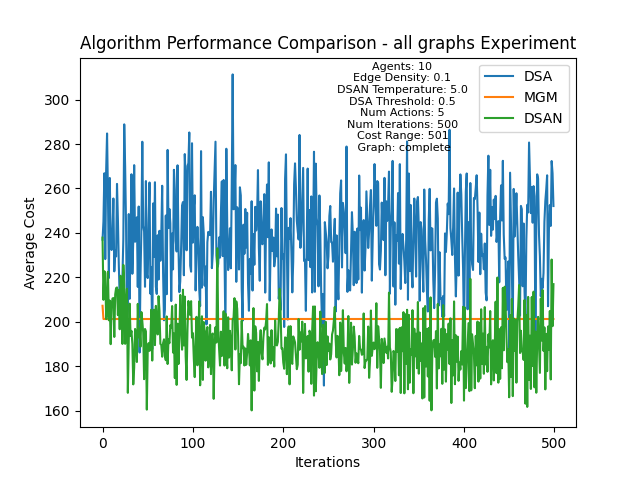 Algorithm Performance Comparison - all graphs Experiment
Agents: 10
Edge Density: 0.1
DSAN Temperature: 5.0
DSA Threshold: 0.5
Num Actions: 5
Num Iterations: 500
Cost Range: 501
Graph: complete
DSA
MGM
DSAN
Average Cost
300
280
260
240
220
200
180
160
0
100
200
300
400
500
Iterations